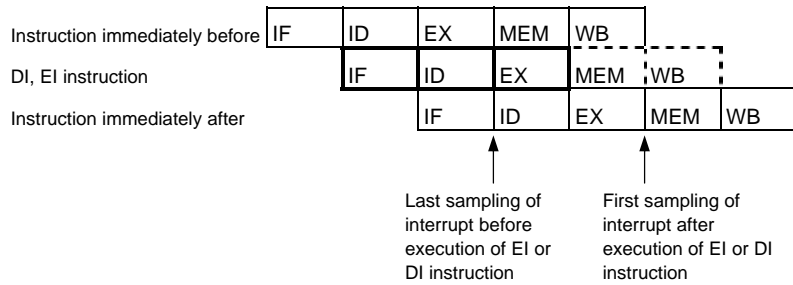 Instruction immediately before IF ID EX MEM WB
DI, EI instruction IF ID EX MEM WB
Instruction immediately after IF ID EX MEM WB
Last sampling of
interrupt before
execution of EI or
DI instruction
First sampling of
interrupt after
execution of EI or DI
instruction